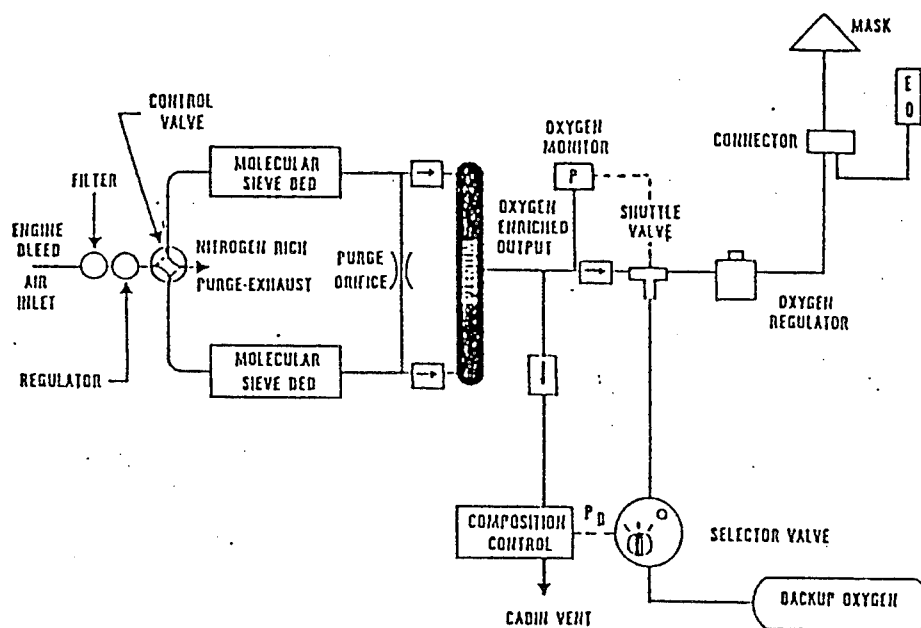 MASK
E
O
CONTROL
VALVE
OXYGEN
MONITOR
CONNECTOR
P
MOLECULAR
SIEVE BED
FILTER
OXYGEN
ENRICHED
OUTPUT
SHUTTLE
VALVE
ENGINE
BLEED
AIR
INLET
NITROGEN RICH
PURGE-EXHAUST
PURGE
ORIFICE
PLENUM
OXYGEN
REGULATOR
REGULATOR
MOLECULAR
SIEVE BED
COMPOSITION
CONTROL
PD
SELECTOR VALVE
CABIN VENT
BACKUP OXYGEN